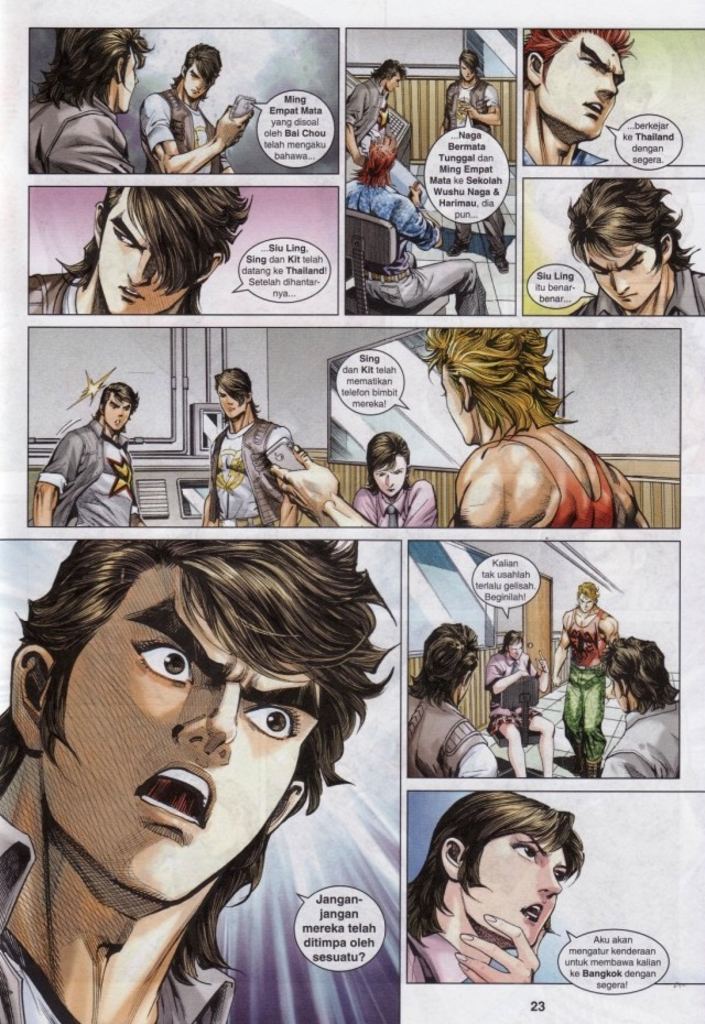 Ming
Empat Mata
yang disoal
oleh Bai Chou
telah mengaku
bahawa...
...Naga
Bermata
Tunggal dan
Ming Empat
Mata ke Sekolah
Wushu Naga &
Harimau, dia
pun...
...berkejar
ke Thailand
dengan
segera.
...Siu Ling,
Sing dan Kit telah
datang ke Thailand!
Setelah dihantar-
nya...
Siu Ling
itu benar-
benar...
Sing
dan Kit telah
mematikan
telefon bimbit
mereka!
Jangan-
jangan
mereka telah
ditimpa oleh
sesuatu?
Kalian
tak usahlah
terlalu gelisah.
Beginilah!
Aku akan
mengatur kenderaan
untuk membawa kalian
ke Bangkok dengan
segera!
23